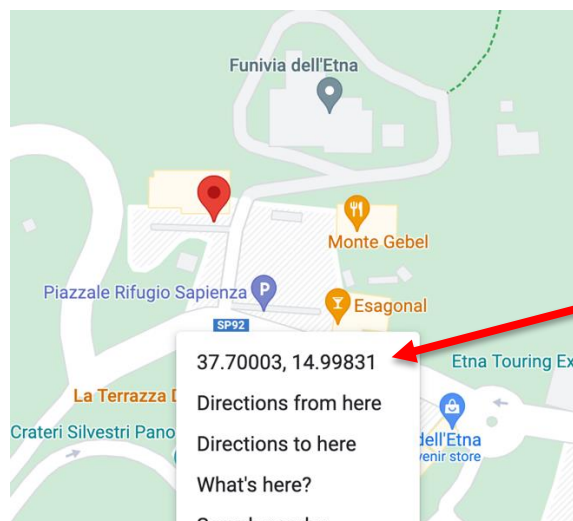 Funivia dell'Etna
Monte Gebel
Piazzale Rifugio Sapienza
P
Esagonal
SP92
37.70003, 14.99831
Etna Touring Ex
La Terrazza D
Directions from here
Crateri Silvestri Pano
Directions to here
dell'Etna
venir store
What's here?